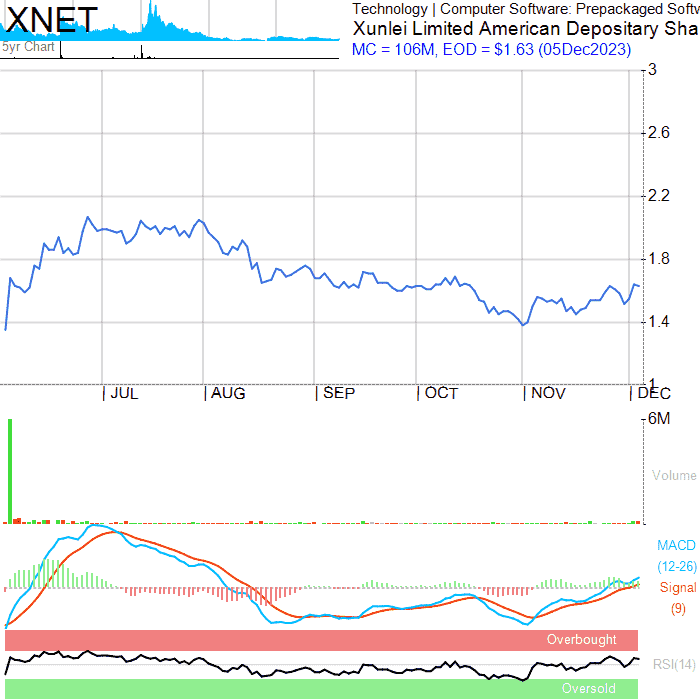 XNET
5yr Chart
Technology | Computer Software: Prepackaged Softw
Xunlei Limited American Depositary Sha
MC = 106M, EOD = $1.63 (05Dec2023)
3
2.6
2.2
1.8
1.4
1
| JUL | AUG | SEP | OCT | NOV | DEC
6M
Volume
MACD
(12-26)
Signal
(9)
Overbought
RSI(14)
Oversold